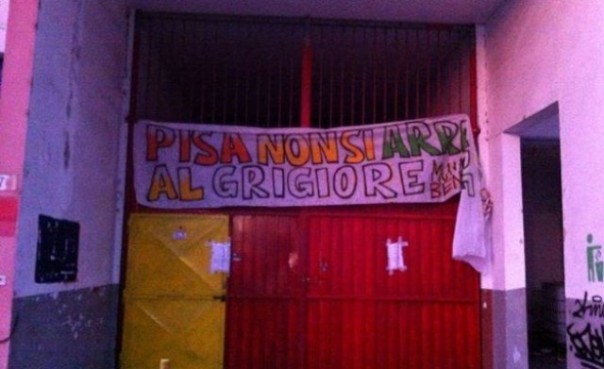 PISA NON SI ARRE
AL GRIGIORE